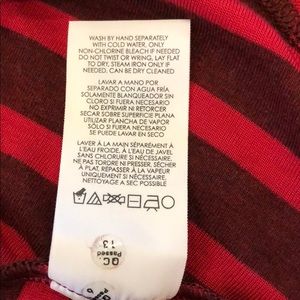 WASH BY HAND SEPARATELY
WITH COLD WATER, ONLY
NON-CHLORINE BLEACH IF NEEDED
DO NOT TWIST OR WRING, LAY FLAT
TO DRY, STEAM IRON ONLY IF
NEEDED. CAN BE DRY CLEANED
LAVAR A MANO POR
SEPARADO CON AGUA FRÍA
SOLAMENTE BLANQUEADOR SIN
CLORO SI FUERA NECESARIO
NO EXPRIMIR NI RETORCER
SECAR SOBRE SUPERFICIE PLANA
UTILIZAR PLANCHA DE VAPOR
SÓLO SI FUERA NECESARIO
SE PUEDE LAVAR EN SECO
LAVER À LA MAIN SÉPARÉMENT À
L'EAU FROIDE, À L'EAU DE JAVEL
SANS CHLORURE SI NÉCESSAIRE
NE PAS TORDRE NI ESSORER, SÉCHER
À PLAT, RÉPASSER À LA VAPEUR
UNIQUEMENT SI NÉCESSAIRE,
NETTOYAGE A SEC POSSIBLE
QC
Passed
13